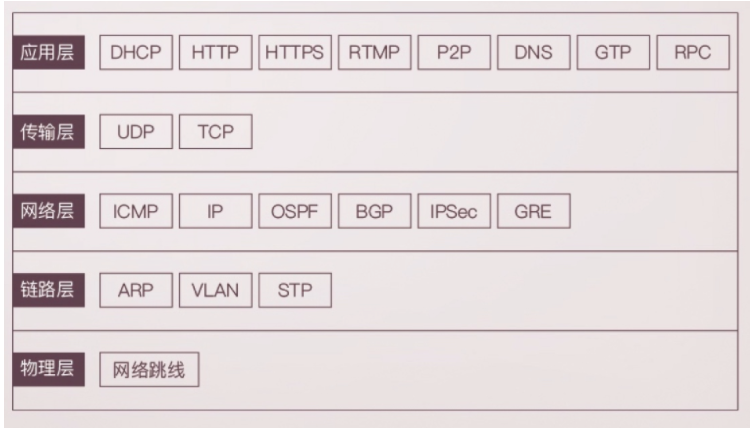 应用层 DHCP HTTP HTTPS RTMP P2P DNS GTP RPC
传输层 UDP TCP
网络层 ICMP IP OSPF BGP IPSec GRE
链路层 ARP VLAN STP
物理层 网络跳线